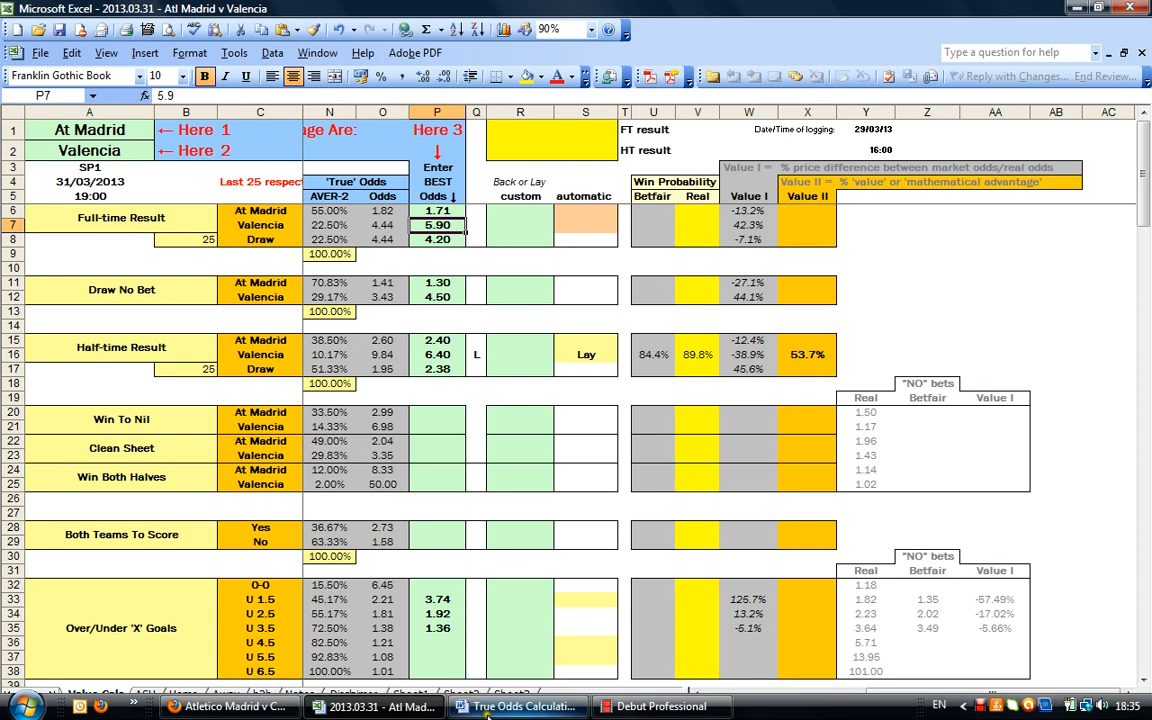 Microsoft Excel - 2013.03.31 - Atl Madrid v Valencia
90%
File Edit View Insert Format Tools Data Window Help Adobe PDF
Type a question for help
Franklin Gothic Book 10 B I U Reply with Changes... End Review...
P7 fx 5.9
A B C N O P Q R S T U V W X Y Z AA AB AC
1 At Madrid ← Here 1 age Are: Here 3 FT result Date/Time of logging: 29/03/13
2 Valencia ← Here 2 ↓ HT result 16:00
3 SP1 Enter Value I = % price difference between market odds/real odds
4 31/03/2013 Last 25 respec 'True' Odds BEST Back or Lay Win Probability Value II = % 'value' or 'mathematical advantage'
5 19:00 AVER-2 Odds Odds ↓ custom automatic Betfair Real Value I Value II
6 Full-time Result At Madrid 55.00% 1.82 1.71 -13.2%
7 Valencia 22.50% 4.44 5.90 42.3%
8 25 Draw 22.50% 4.44 4.20 -7.1%
9 100.00%
10
11 Draw No Bet At Madrid 70.83% 1.41 1.30 -27.1%
12 Valencia 29.17% 3.43 4.50 44.1%
13 100.00%
14
15 Half-time Result At Madrid 38.50% 2.60 2.40 -12.4%
16 Valencia 10.17% 9.84 6.40 L Lay 84.4% 89.8% -38.9% 53.7%
17 25 Draw 51.33% 1.95 2.38 45.6%
18 100.00% "NO" bets
19 Real Betfair Value I
20 Win To Nil At Madrid 33.50% 2.99 1.50
21 Valencia 14.33% 6.98 1.17
22 Clean Sheet At Madrid 49.00% 2.04 1.96
23 Valencia 29.83% 3.35 1.43
24 Win Both Halves At Madrid 12.00% 8.33 1.14
25 Valencia 2.00% 50.00 1.02
26
27
28 Both Teams To Score Yes 36.67% 2.73
29 No 63.33% 1.58
30 100.00% "NO" bets
31 Real Betfair Value I
32 Over/Under 'X' Goals 0-0 15.50% 6.45 1.18
33 U 1.5 45.17% 2.21 3.74 125.7% 1.82 1.35 -57.49%
34 U 2.5 55.17% 1.81 1.92 13.2% 2.23 2.02 -17.02%
35 U 3.5 72.50% 1.38 1.36 -5.1% 3.64 3.49 -5.66%
36 U 4.5 82.50% 1.21 5.71
37 U 5.5 92.83% 1.08 13.95
38 U 6.5 100.00% 1.01 101.00
39
Value Calc ASH Home Away h2h Notes Disclaimer Sheet1 Sheet2 Sheet3
Atletico Madrid v C... 2013.03.31 - Atl Mad... True Odds Calculati... Debut Professional EN 18:35